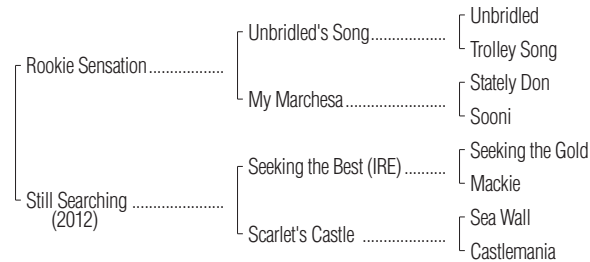 Unbridled
Unbridled's Song..................
Trolley Song
Rookie Sensation..................
Stately Don
My Marchesa........................
Sooni
Seeking the Gold
Seeking the Best (IRE) ..........
Mackie
Still Searching ......................
(2012)
Sea Wall
Scarlet's Castle ....................
Castlemania